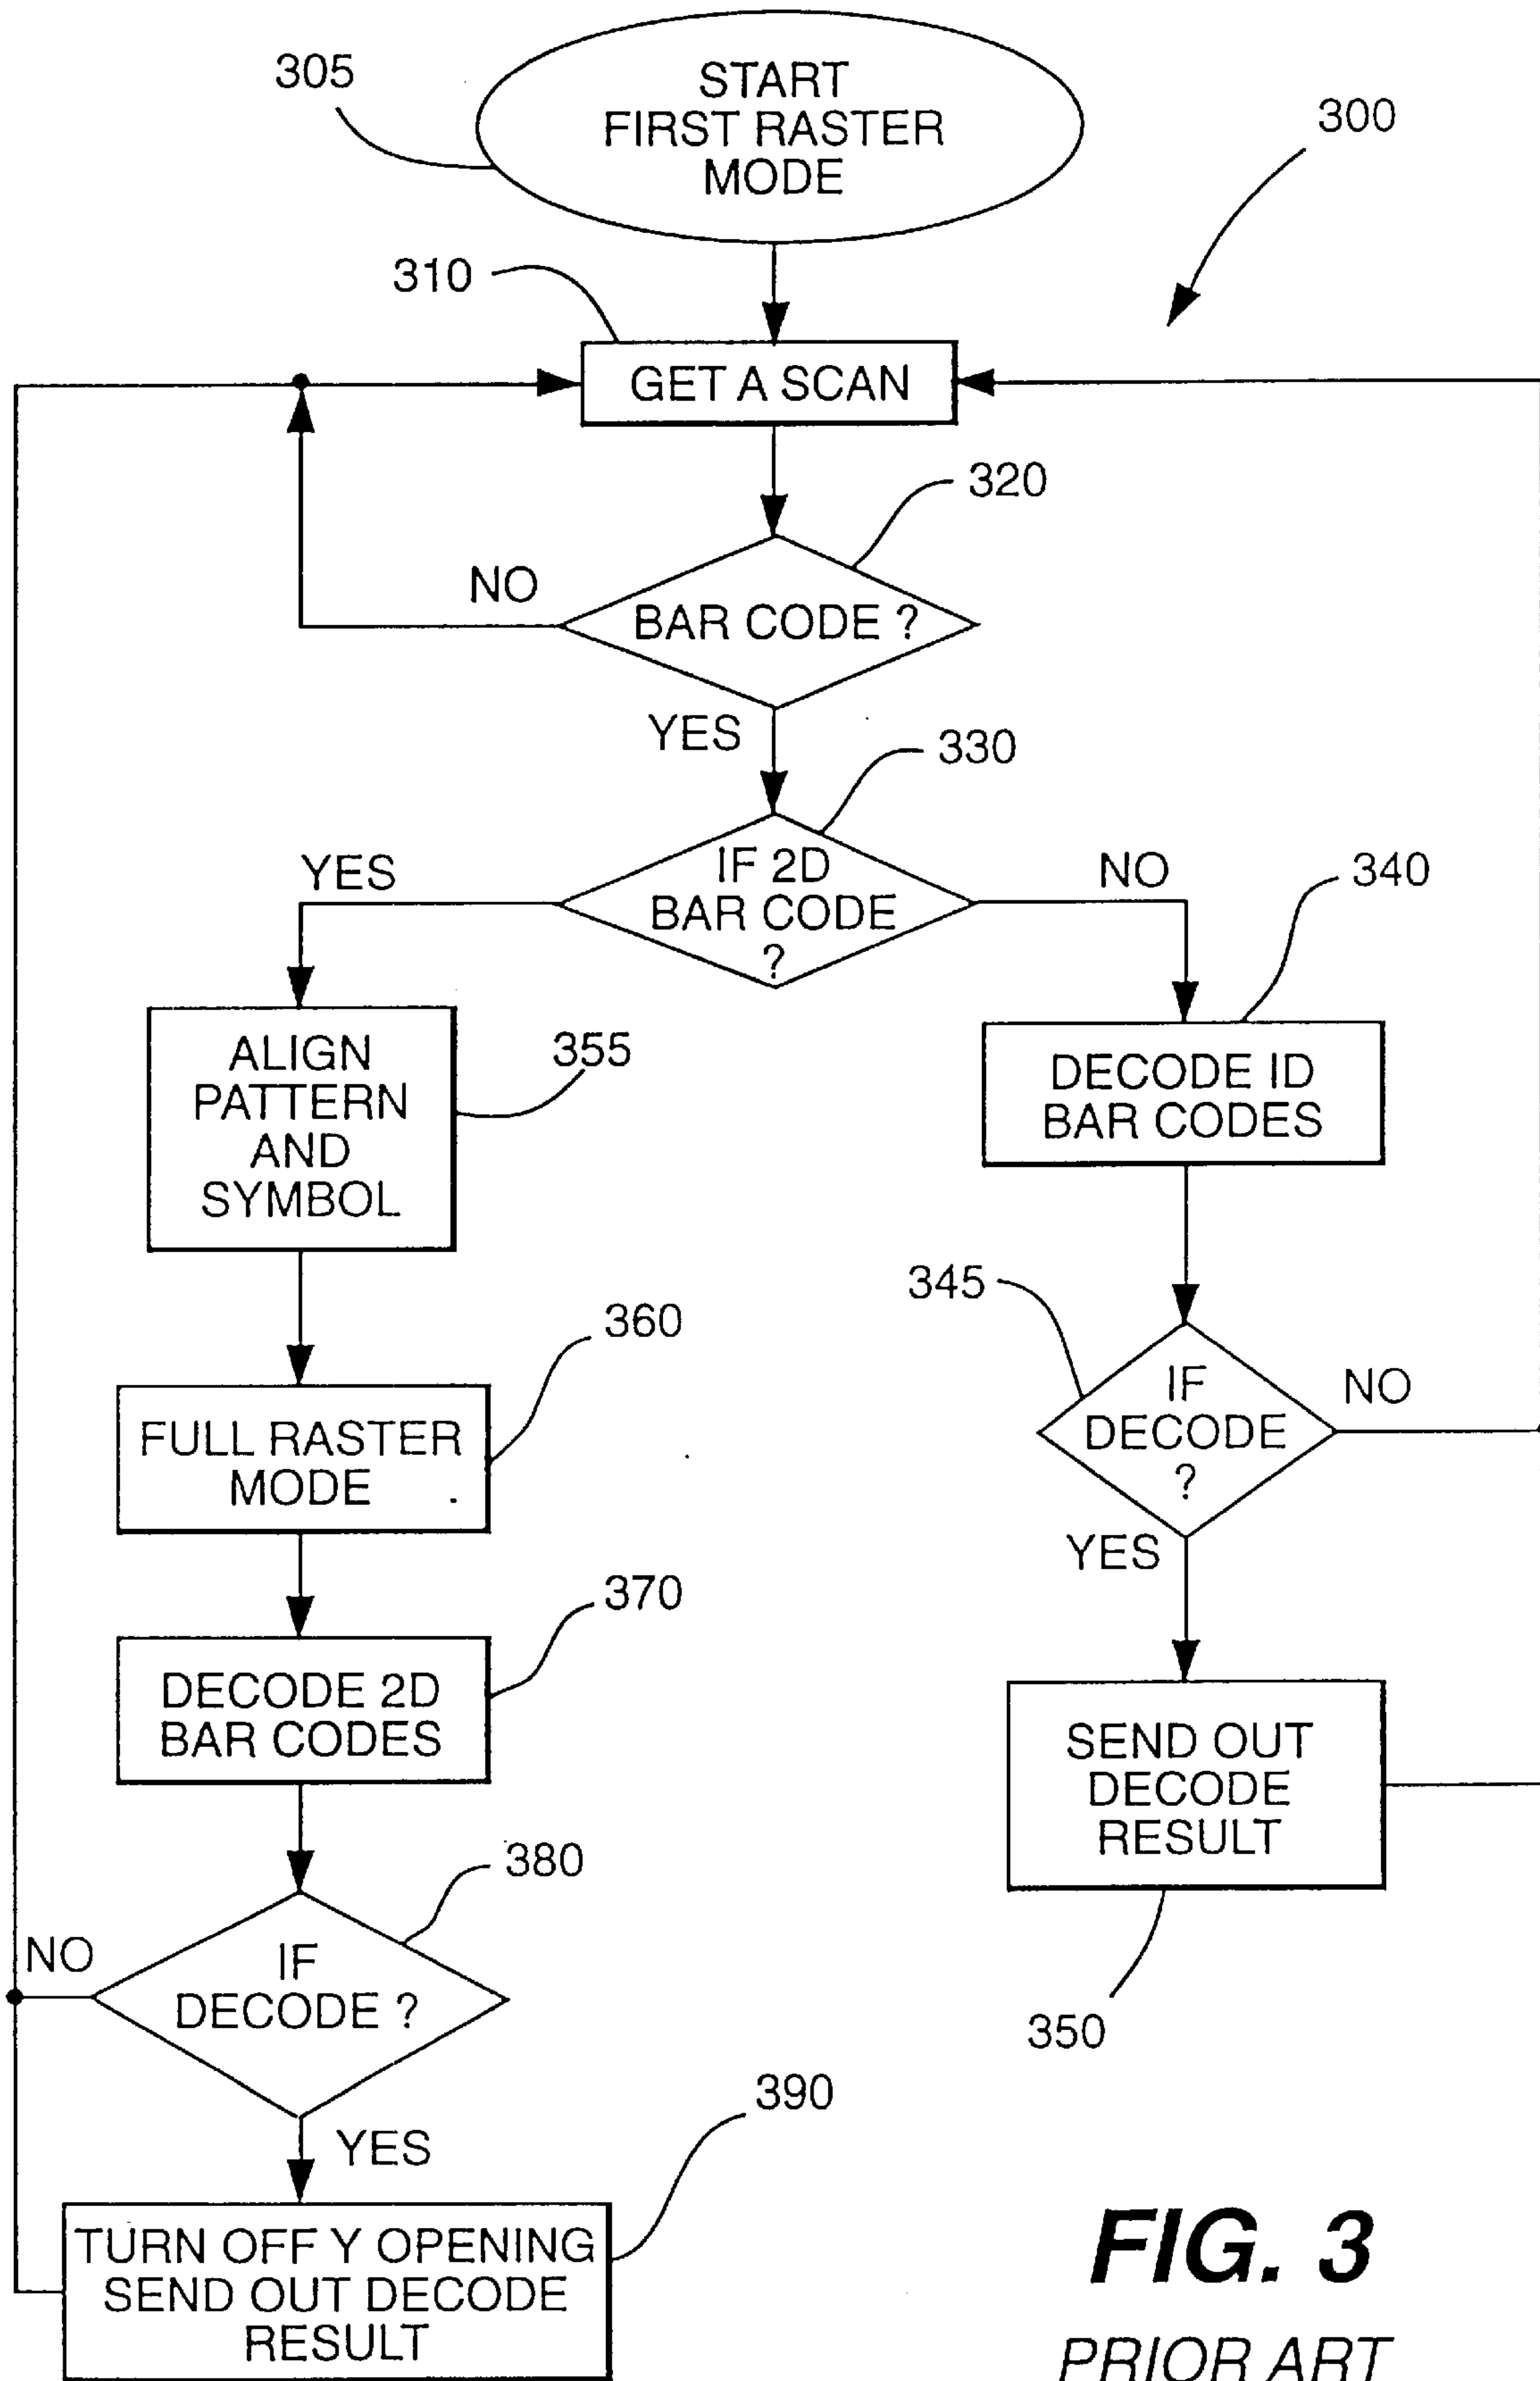 305
START
FIRST RASTER
MODE
300
310
GET A SCAN
320
NO
BAR CODE ?
YES
330
YES
IF 2D
BAR CODE
?
NO
340
ALIGN
PATTERN
AND
SYMBOL
355
DECODE ID
BAR CODES
345
IF
DECODE
?
NO
360
FULL RASTER
MODE
YES
370
DECODE 2D
BAR CODES
SEND OUT
DECODE
RESULT
380
NO
IF
DECODE ?
350
YES
390
TURN OFF Y OPENING
SEND OUT DECODE
RESULT
FIG. 3
PRIOR ART